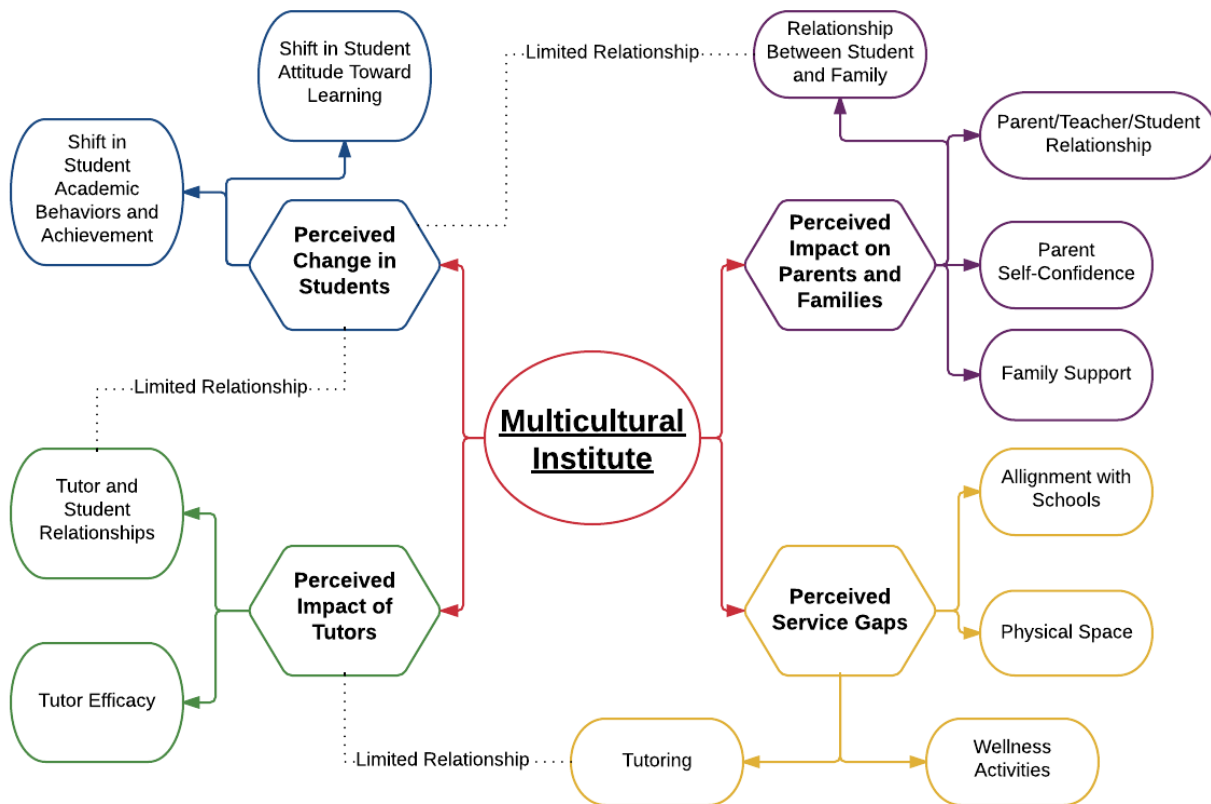 Shift in Student
Attitude Toward
Learning
Limited Relationship
Relationship
Between Student
and Family
Shift in
Student
Academic
Behaviors and
Achievement
Parent/Teacher/Student
Relationship
Perceived
Change in
Students
Perceived
Impact on
Parents and
Families
Parent
Self-Confidence
Limited Relationship
Family Support
Multicultural
Institute
Tutor and
Student
Relationships
Allignment with
Schools
Perceived
Impact of
Tutors
Perceived
Service Gaps
Physical Space
Tutor Efficacy
Limited Relationship
Tutoring
Wellness
Activities